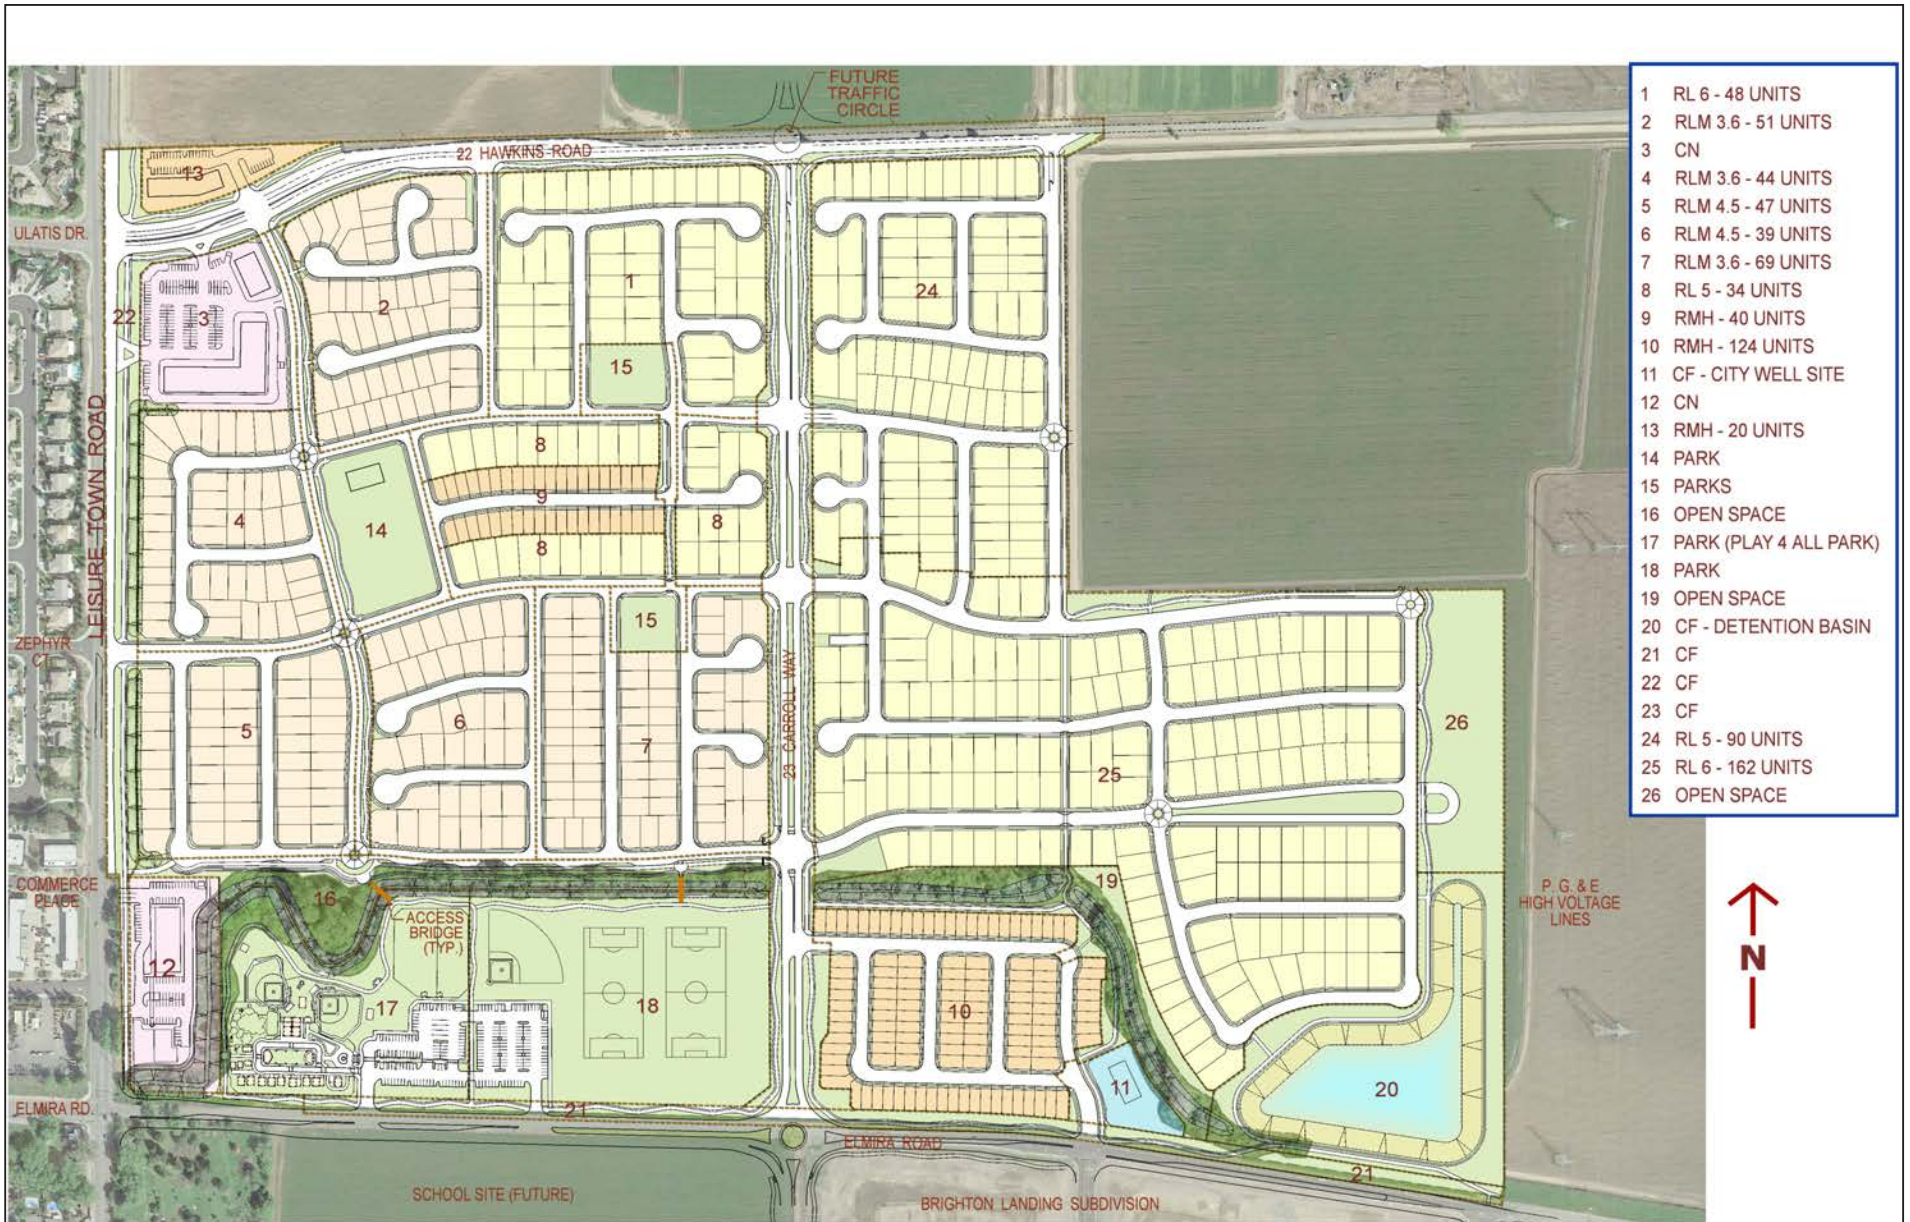 FUTURE
TRAFFIC
CIRCLE
22 HAWKINS ROAD
13
ULATIS DR.
22
3
2
1
24
15
LEISURE TOWN ROAD
8
9
4
14
8
8
15
ZEPHYR
CT.
23 CARROLL WAY
5
6
7
25
26
COMMERCE
PLACE
16
ACCESS
BRIDGE
(TYP.)
19
P. G. & E
HIGH VOLTAGE
LINES
12
17
18
10
11
20
ELMIRA RD.
21
ELMIRA ROAD
21
SCHOOL SITE (FUTURE)
BRIGHTON LANDING SUBDIVISION
N
1 RL 6 - 48 UNITS
2 RLM 3.6 - 51 UNITS
3 CN
4 RLM 3.6 - 44 UNITS
5 RLM 4.5 - 47 UNITS
6 RLM 4.5 - 39 UNITS
7 RLM 3.6 - 69 UNITS
8 RL 5 - 34 UNITS
9 RMH - 40 UNITS
10 RMH - 124 UNITS
11 CF - CITY WELL SITE
12 CN
13 RMH - 20 UNITS
14 PARK
15 PARKS
16 OPEN SPACE
17 PARK (PLAY 4 ALL PARK)
18 PARK
19 OPEN SPACE
20 CF - DETENTION BASIN
21 CF
22 CF
23 CF
24 RL 5 - 90 UNITS
25 RL 6 - 162 UNITS
26 OPEN SPACE